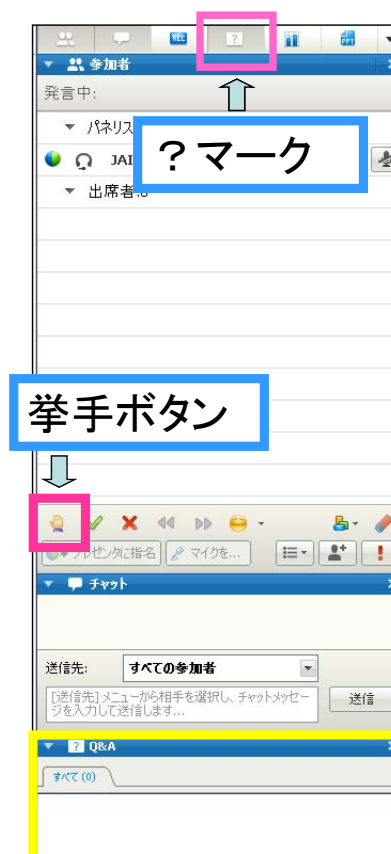 REC
?
PPT
参加者
発言中:
パネリス
？マーク
JAI
出席者:0
挙手ボタン
プレゼンタに指名
マイクを...
チャット
送信先:
すべての参加者
[送信先] メニューから相手を選択し、チャットメッセー
ジを入力して送信します...
送信
? Q&A
すべて (0)